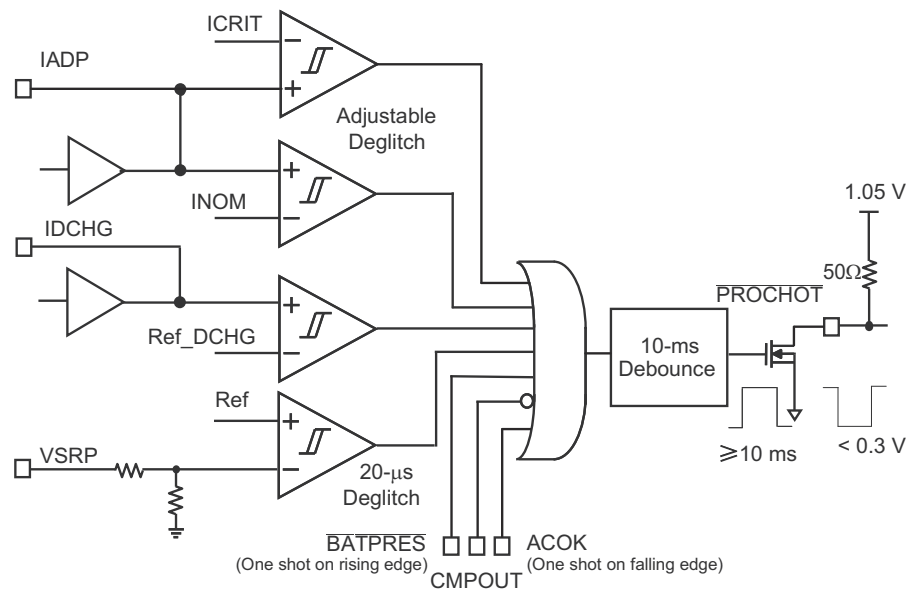 ICRIT
IADP
Adjustable
Deglitch
INOM
1.05 V
IDCHG
50Ω
PROCHOT
Ref_DCHG
10-ms
Debounce
Ref
≥10 ms
< 0.3 V
VSRP
20-μs
Deglitch
BATPRES
ACOK
(One shot on rising edge)
(One shot on falling edge)
CMPOUT